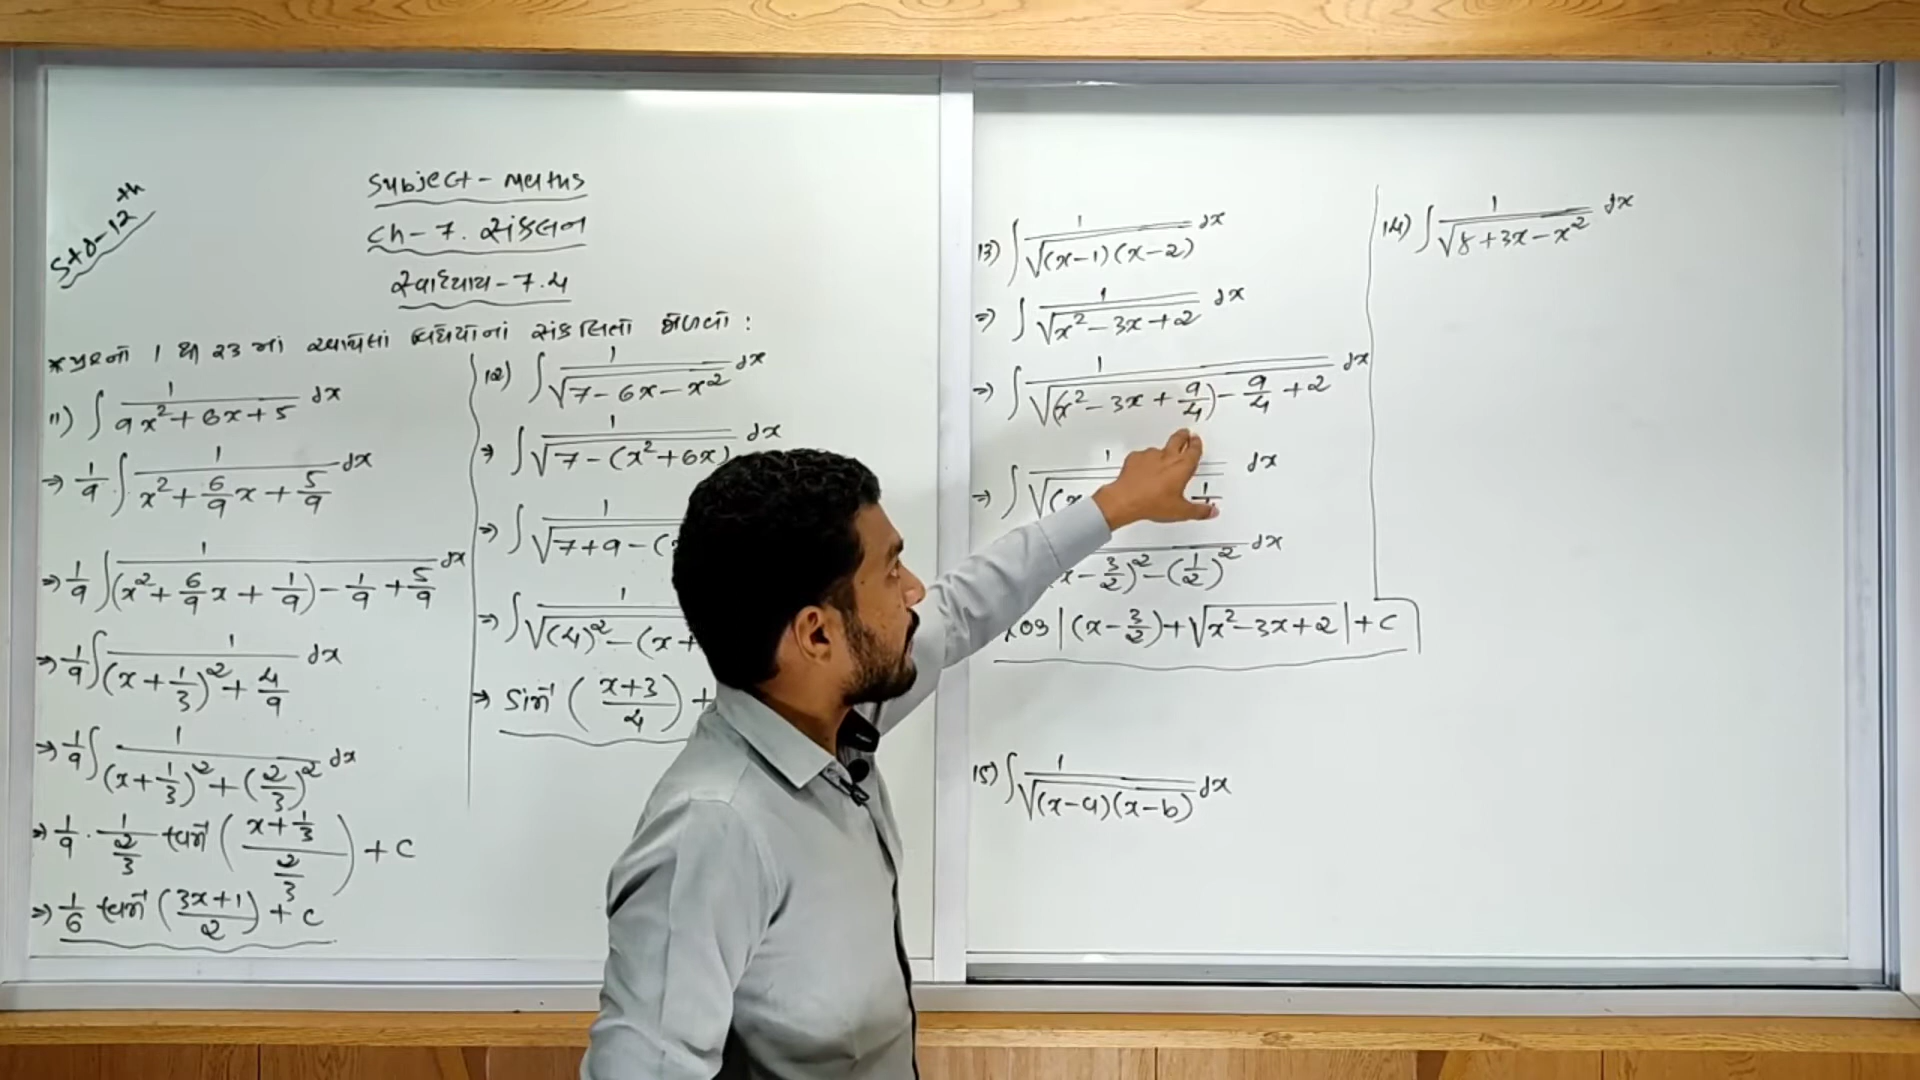 STD-12th
Subject - Maths
Ch-7. સંકલન
સ્વાધ્યાય-7.4
* પ્રશ્નો 1 થી 23 માં આપેલાં વિધેયોનાં સંકલિતો મેળવો :
11) ∫ 1/(9x²+6x+5) dx
⇒ 1/9 ∫ 1/(x²+6/9 x+5/9) dx
⇒ 1/9 ∫ 1/((x²+6/9 x+1/9)-1/9+5/9) dx
⇒ 1/9 ∫ 1/((x+1/3)²+4/9) dx
⇒ 1/9 ∫ 1/((x+1/3)²+(2/3)²) dx
⇒ 1/9 · 1/(2/3) tan⁻¹((x+1/3)/(2/3)) + c
⇒ 1/6 tan⁻¹((3x+1)/2) + c
12) ∫ 1/√(7-6x-x²) dx
⇒ ∫ 1/√(7-(x²+6x) dx
⇒ ∫ 1/√(7+9-(
⇒ ∫ 1/√((4)²-(x+
⇒ sin⁻¹((x+3)/4) +
13) ∫ 1/√((x-1)(x-2)) dx
⇒ ∫ 1/√(x²-3x+2) dx
⇒ ∫ 1/√((x²-3x+9/4)-9/4+2) dx
⇒ ∫ 1/√((x 1 dx
x-3/2)²-(1/2)² dx
log |(x-3/2)+√(x²-3x+2)| + c
14) ∫ 1/√(8+3x-x²) dx
15) ∫ 1/√((x-a)(x-b)) dx